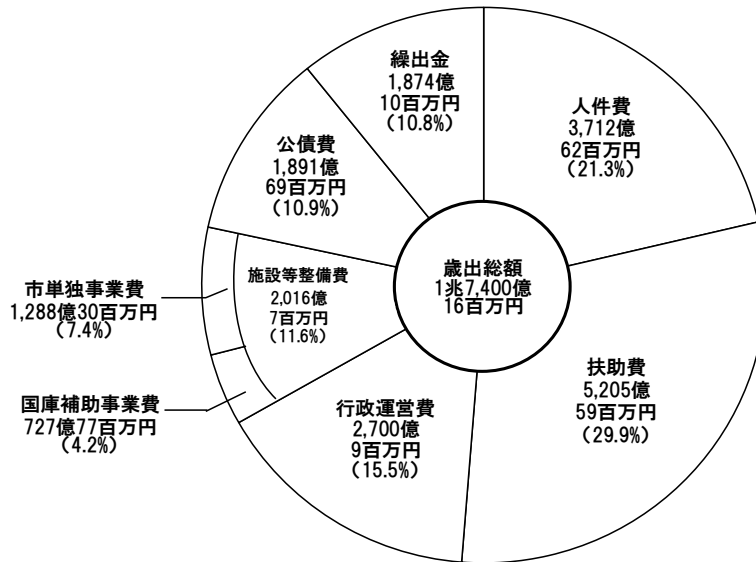 繰出金
1,874億
10百万円
(10.8%)
人件費
3,712億
62百万円
(21.3%)
公債費
1,891億
69百万円
(10.9%)
歳出総額
1兆7,400億
16百万円
施設等整備費
2,016億
7百万円
(11.6%)
市単独事業費
1,288億30百万円
(7.4%)
扶助費
5,205億
59百万円
(29.9%)
国庫補助事業費
727億77百万円
(4.2%)
行政運営費
2,700億
9百万円
(15.5%)